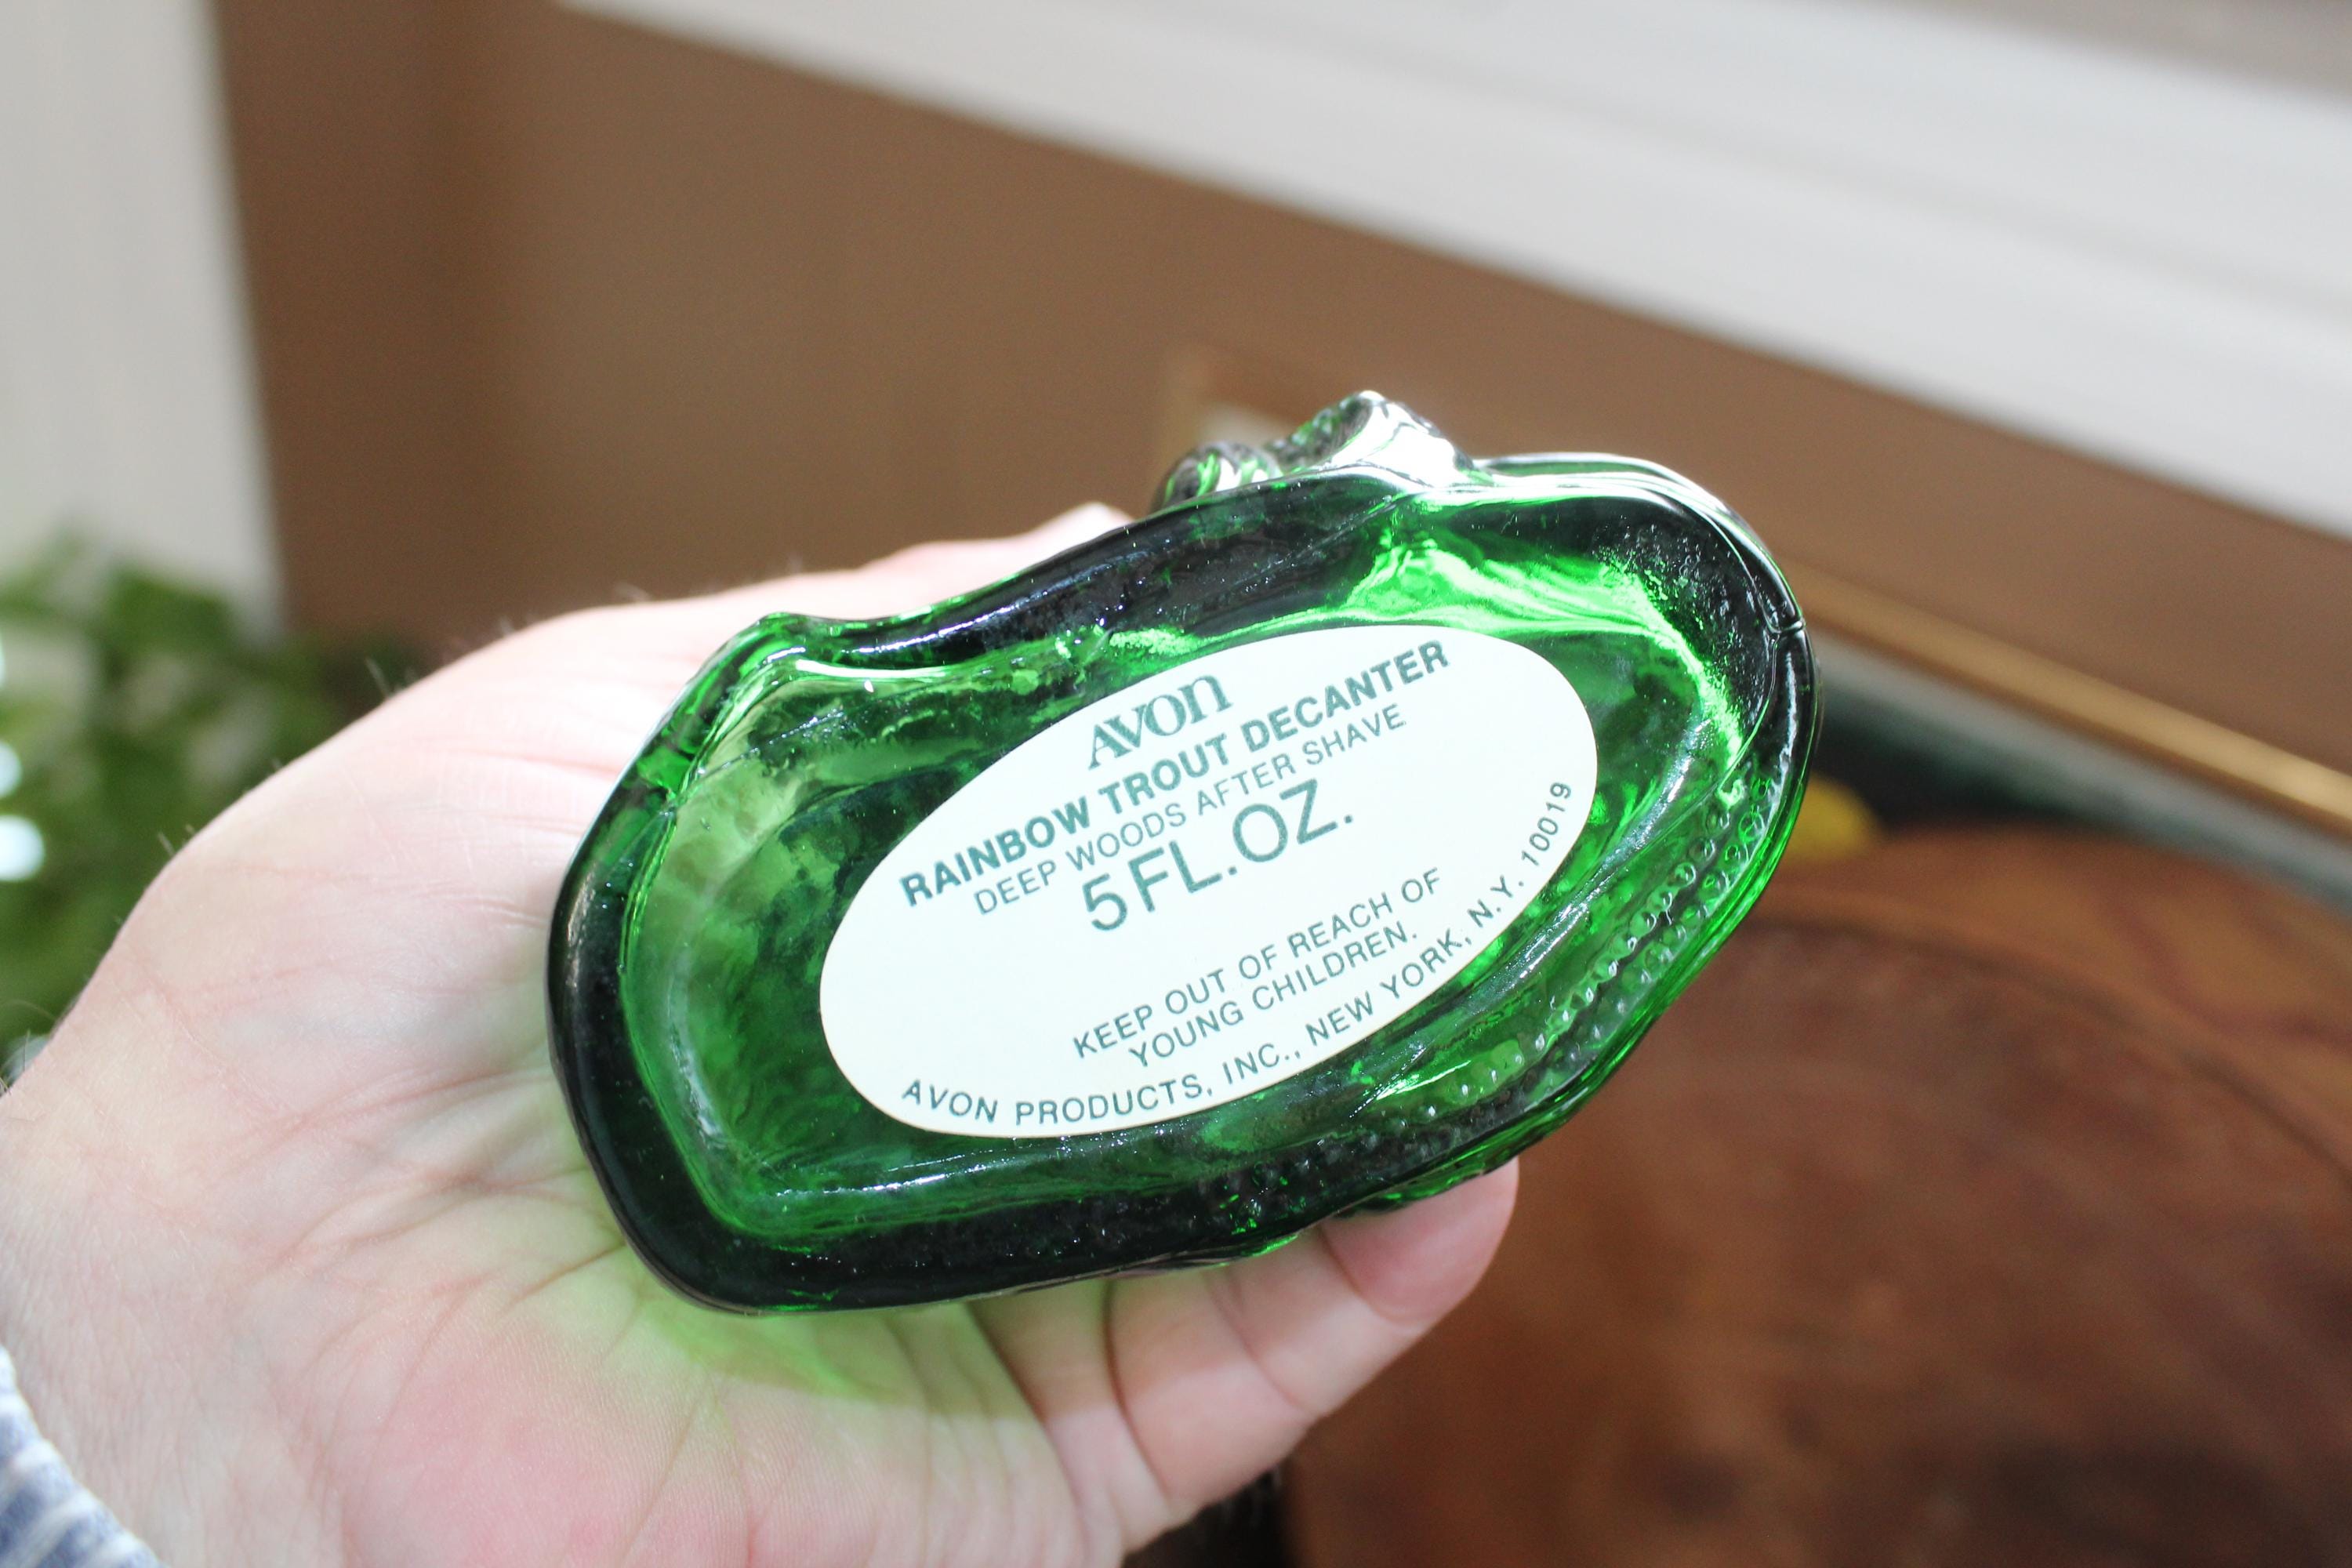 AVON
RAINBOW TROUT DECANTER
DEEP WOODS AFTER SHAVE
5 FL. OZ.
KEEP OUT OF REACH OF
YOUNG CHILDREN.
AVON PRODUCTS, INC., NEW YORK, N.Y. 10019